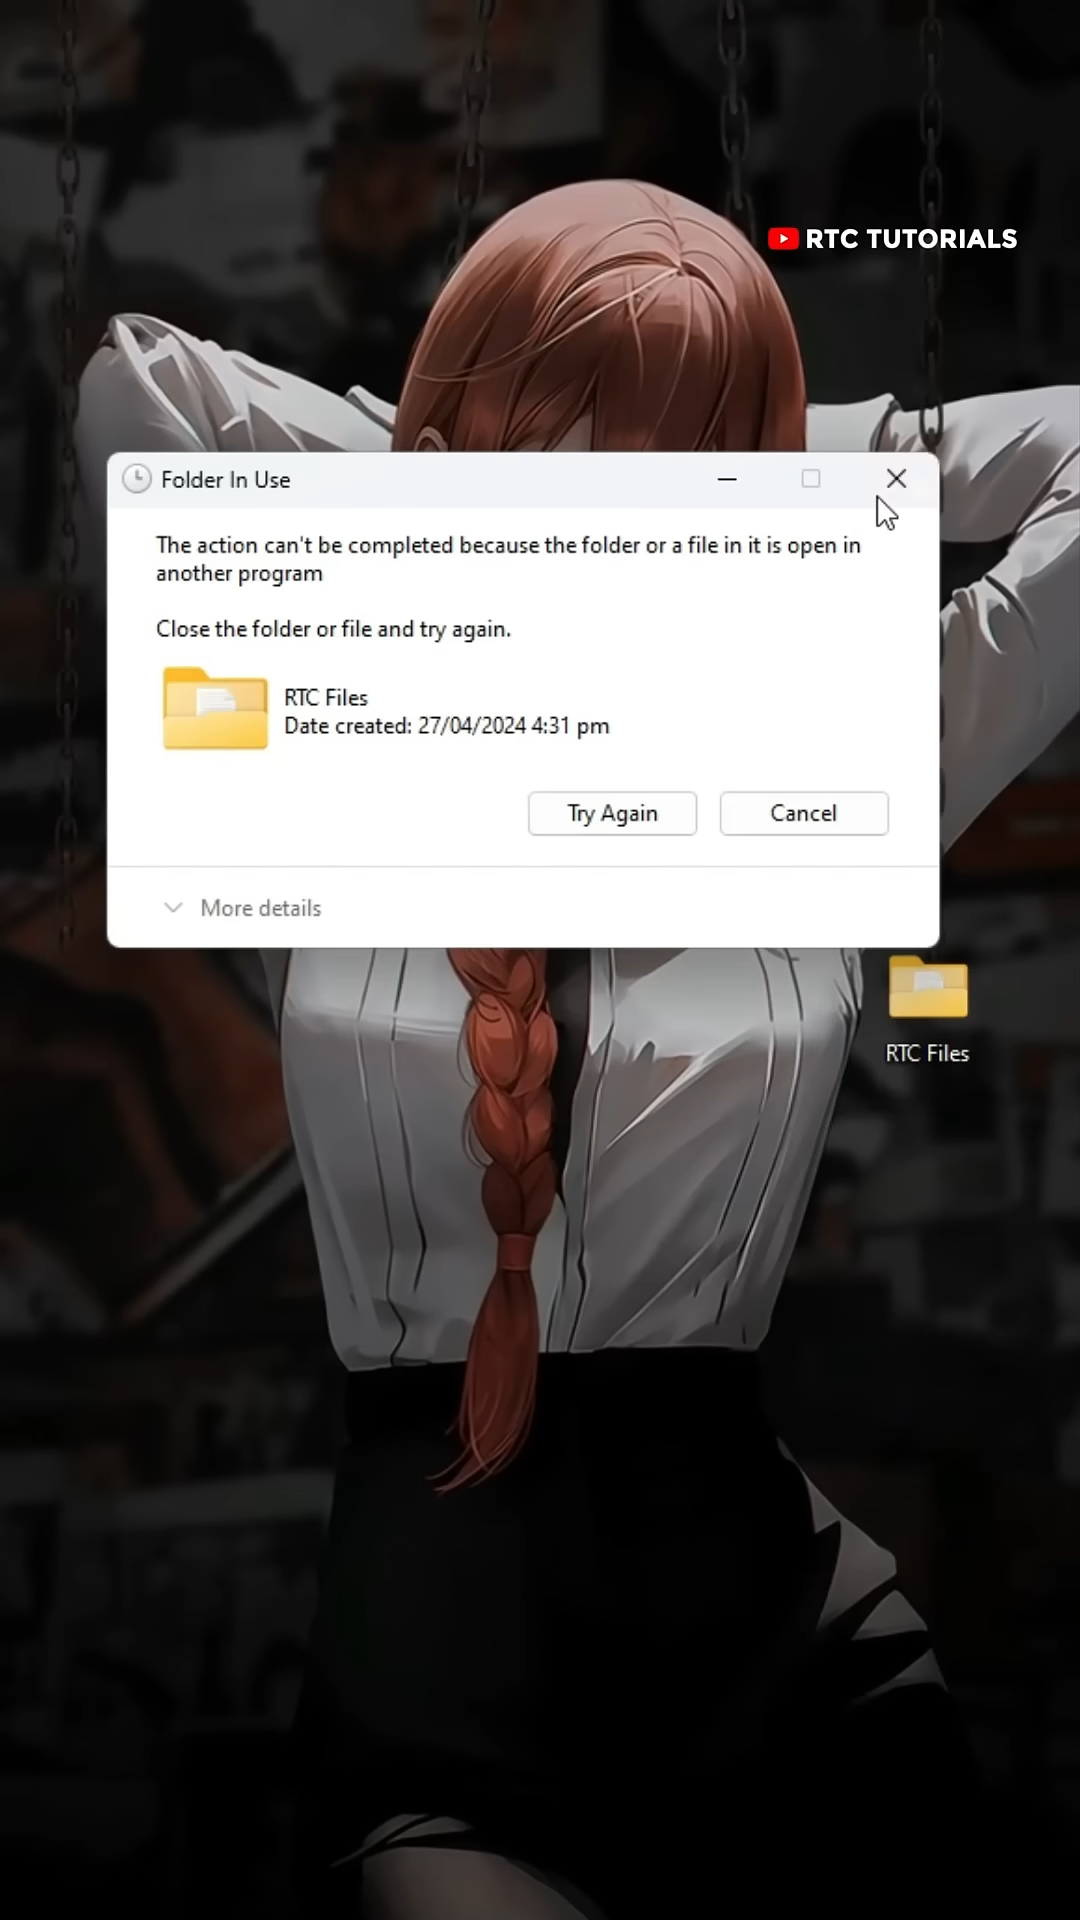 RTC TUTORIALS
Folder In Use
The action can't be completed because the folder or a file in it is open in
another program
Close the folder or file and try again.
RTC Files
Date created: 27/04/2024 4:31 pm
Try Again
Cancel
More details
RTC Files